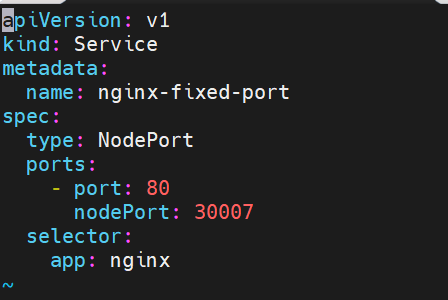 apiVersion: v1
kind: Service
metadata:
  name: nginx-fixed-port
spec:
  type: NodePort
  ports:
    - port: 80
      nodePort: 30007
  selector:
    app: nginx
~